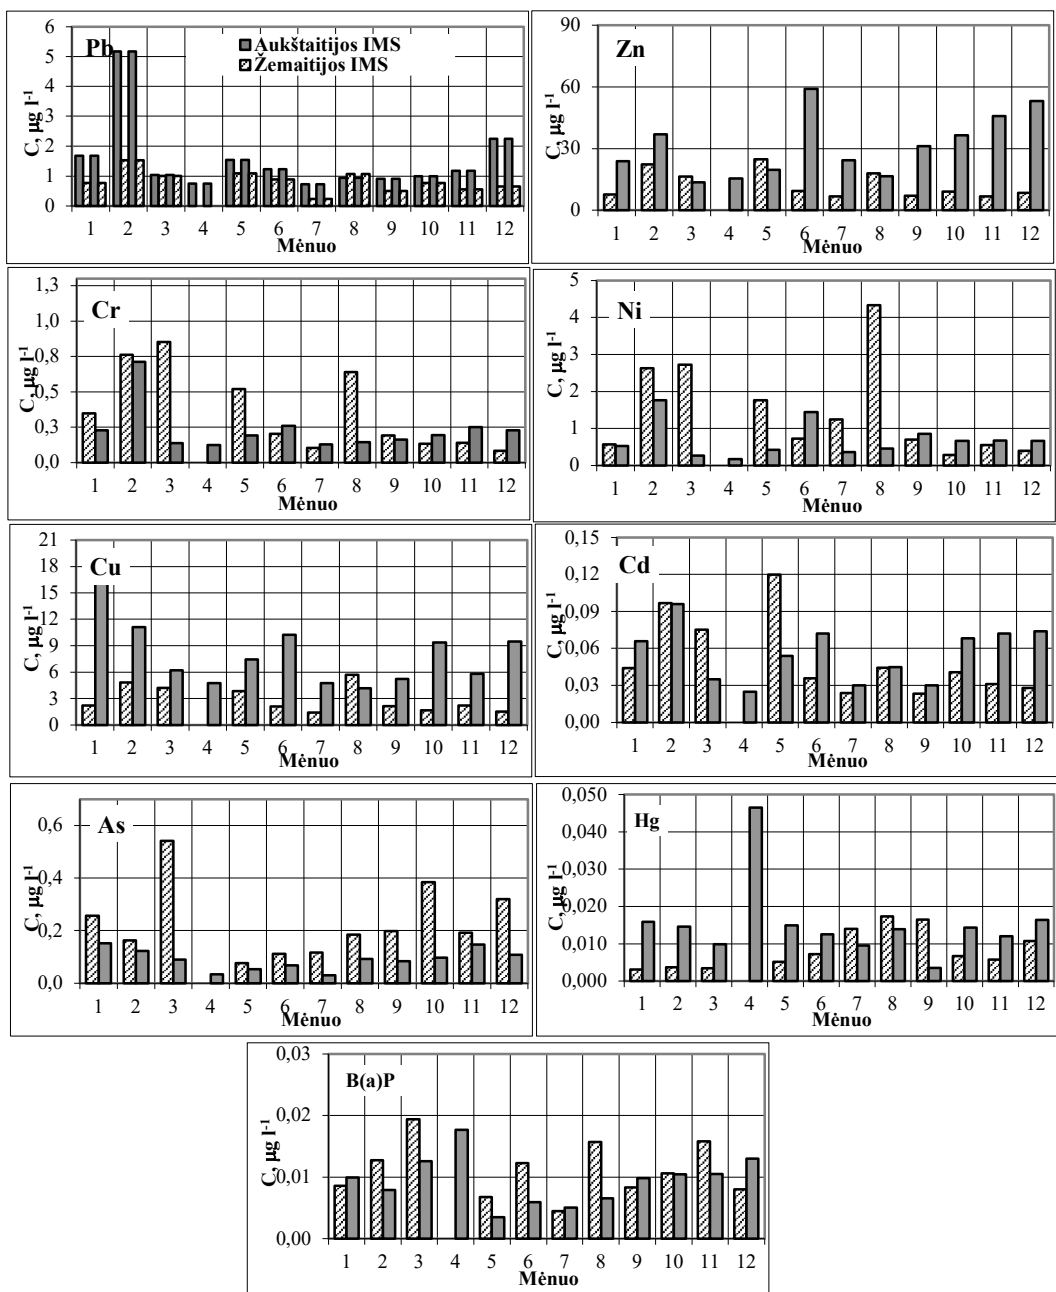 Pb
Aukštaitijos IMS
Žemaitijos IMS
C, µg l-1
6
5
4
3
2
1
0
1 2 3 4 5 6 7 8 9 10 11 12
Mėnuo
Zn
C, µg l-1
90
60
30
0
1 2 3 4 5 6 7 8 9 10 11 12
Mėnuo
Cr
C, µg l-1
1,3
1,0
0,8
0,5
0,3
0,0
1 2 3 4 5 6 7 8 9 10 11 12
Mėnuo
Ni
C, µg l-1
5
4
3
2
1
0
1 2 3 4 5 6 7 8 9 10 11 12
Mėnuo
Cu
C, µg l-1
21
18
15
12
9
6
3
0
1 2 3 4 5 6 7 8 9 10 11 12
Mėnuo
Cd
C, µg l-1
0,15
0,12
0,09
0,06
0,03
0,00
1 2 3 4 5 6 7 8 9 10 11 12
Mėnuo
As
C, µg l-1
0,6
0,4
0,2
0,0
1 2 3 4 5 6 7 8 9 10 11 12
Mėnuo
Hg
C, µg l-1
0,050
0,040
0,030
0,020
0,010
0,000
1 2 3 4 5 6 7 8 9 10 11 12
Mėnuo
B(a)P
C, µg l-1
0,03
0,02
0,01
0,00
1 2 3 4 5 6 7 8 9 10 11 12
Mėnuo